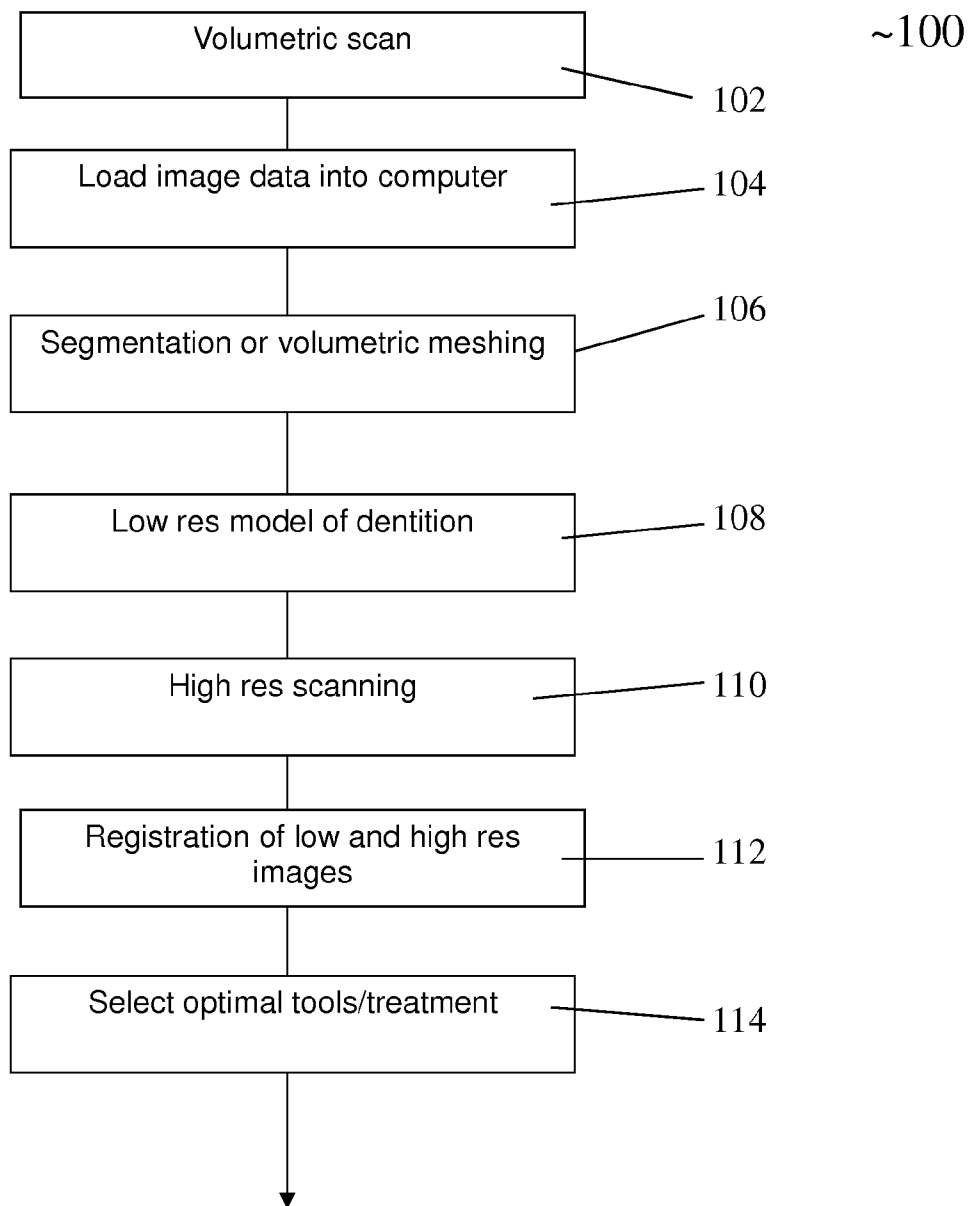 ~100
Volumetric scan
102
Load image data into computer
104
106
Segmentation or volumetric meshing
Low res model of dentition
108
High res scanning
110
Registration of low and high res
images
112
Select optimal tools/treatment
114